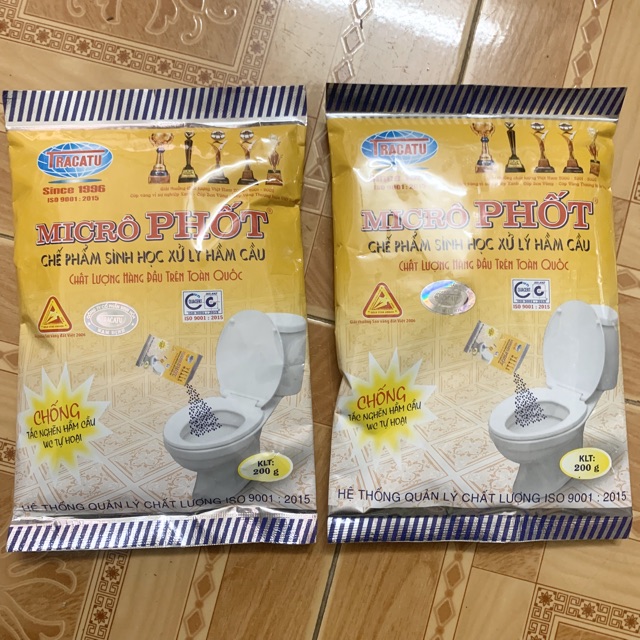 TRACATU
Since 1996
ISO 9001 : 2015
MICRÔ PHỐT
CHẾ PHẨM SINH HỌC XỬ LÝ HẦM CẦU
CHẤT LƯỢNG HÀNG ĐẦU TRÊN TOÀN QUỐC
ISO 9001 : 2015
CHỐNG
TẮC NGHẼN HẦM CẦU
WC TỰ HOẠI
KLT:
200 g
HỆ THỐNG QUẢN LÝ CHẤT LƯỢNG ISO 9001 : 2015
TRACATU
MICRÔ PHỐT
CHẾ PHẨM SINH HỌC XỬ LÝ HẦM CẦU
CHẤT LƯỢNG HÀNG ĐẦU TRÊN TOÀN QUỐC
ISO 9001 : 2015
CHỐNG
TẮC NGHẼN HẦM CẦU
WC TỰ HOẠI
KLT:
200 g
HỆ THỐNG QUẢN LÝ CHẤT LƯỢNG ISO 9001 : 2015